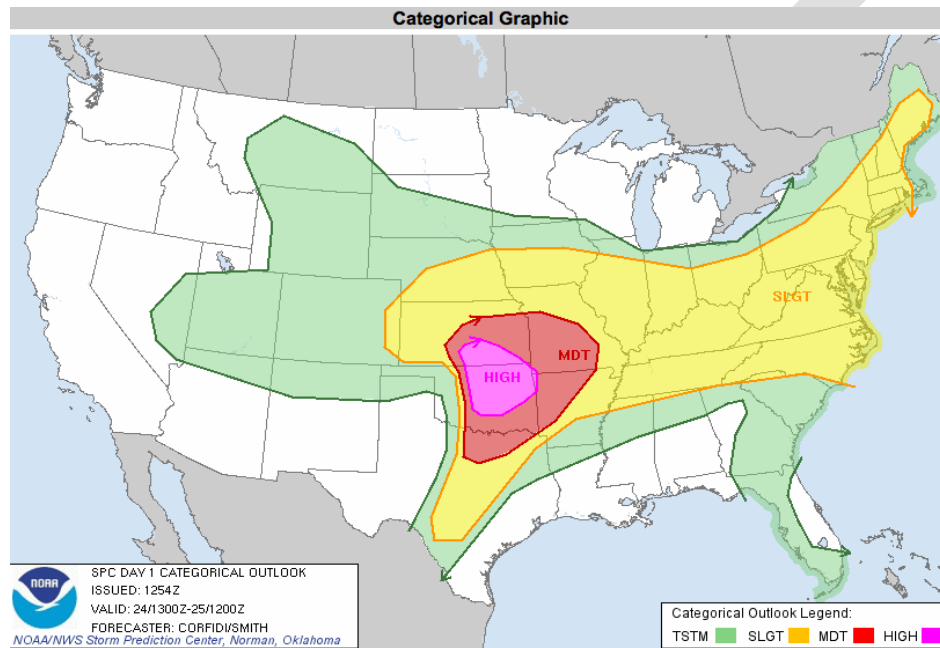 Categorical Graphic
SLGT
MDT
HIGH
NOAA
SPC DAY 1 CATEGORICAL OUTLOOK
ISSUED: 1254Z
VALID: 24/1300Z-25/1200Z
FORECASTER: CORFIDI/SMITH
NOAA/NWS Storm Prediction Center, Norman, Oklahoma
Categorical Outlook Legend:
TSTM SLGT MDT HIGH